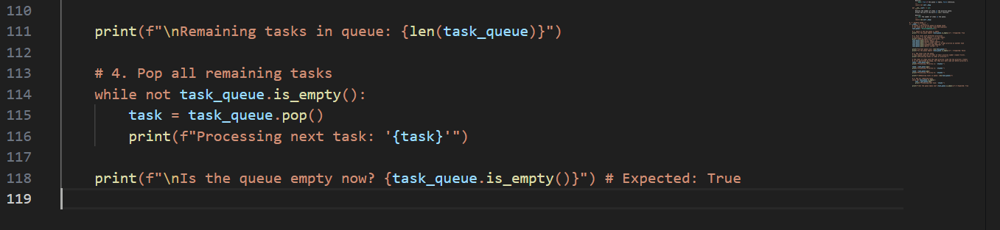 110
111 print(f"\nRemaining tasks in queue: {len(task_queue)}")
112
113 # 4. Pop all remaining tasks
114 while not task_queue.is_empty():
115 task = task_queue.pop()
116 print(f"Processing next task: '{task}'")
117
118 print(f"\nIs the queue empty now? {task_queue.is_empty()}") # Expected: True
119